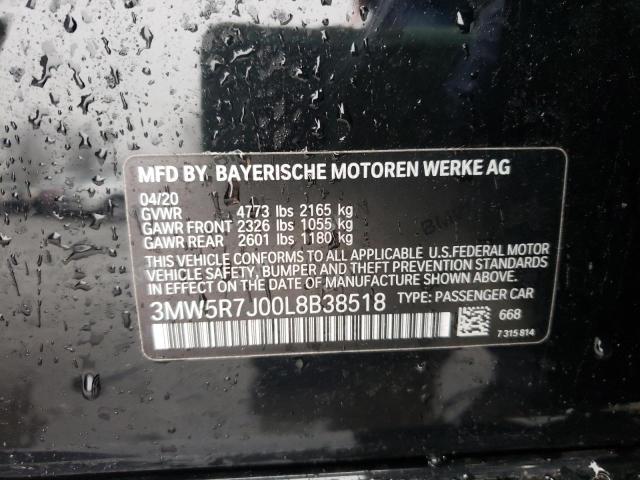 MFD BY BAYERISCHE MOTOREN WERKE AG
04/20
GVWR 4773 lbs 2165 kg
GAWR FRONT 2326 lbs 1055 kg
GAWR REAR 2601 lbs 1180 kg
THIS VEHICLE CONFORMS TO ALL APPLICABLE U.S.FEDERAL MOTOR
VEHICLE SAFETY, BUMPER AND THEFT PREVENTION STANDARDS
IN EFFECT ON THE DATE OF MANUFACTURE SHOWN ABOVE.
3MW5R7J00L8B38518 TYPE: PASSENGER CAR
668
7 315 814